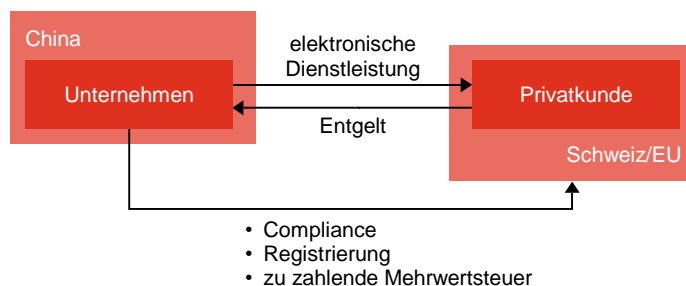 China
elektronische
Dienstleistung
Unternehmen
Privatkunde
Entgelt
Schweiz/EU
• Compliance
• Registrierung
• zu zahlende Mehrwertsteuer